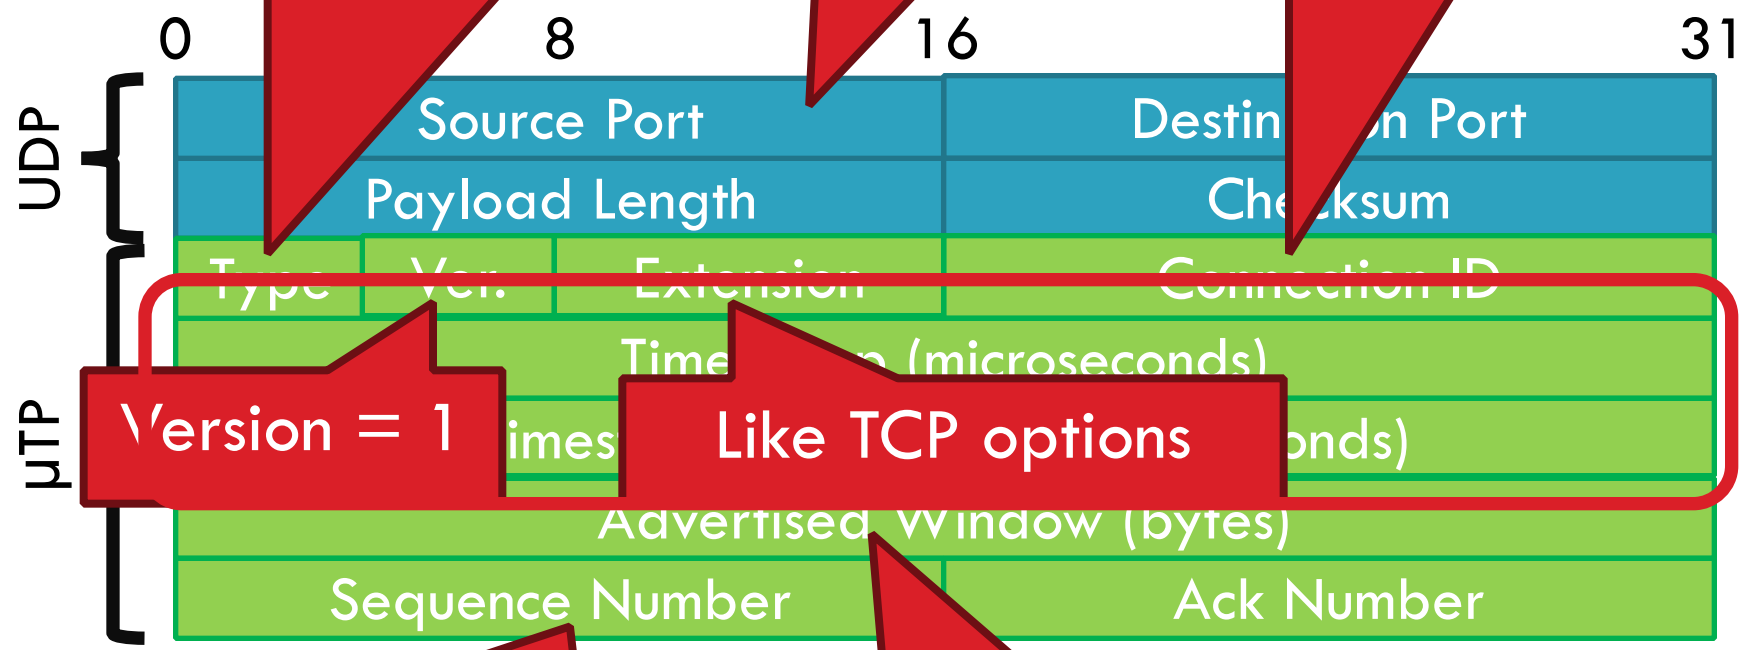 0 8 16 31
UDP
Source Port
Port
Payload Length
Checksum
µTP
Type Ver. Extension Connection ID
(microseconds)
Version = 1
Like TCP options
Advertised Window (bytes)
Sequence Number
Ack Number